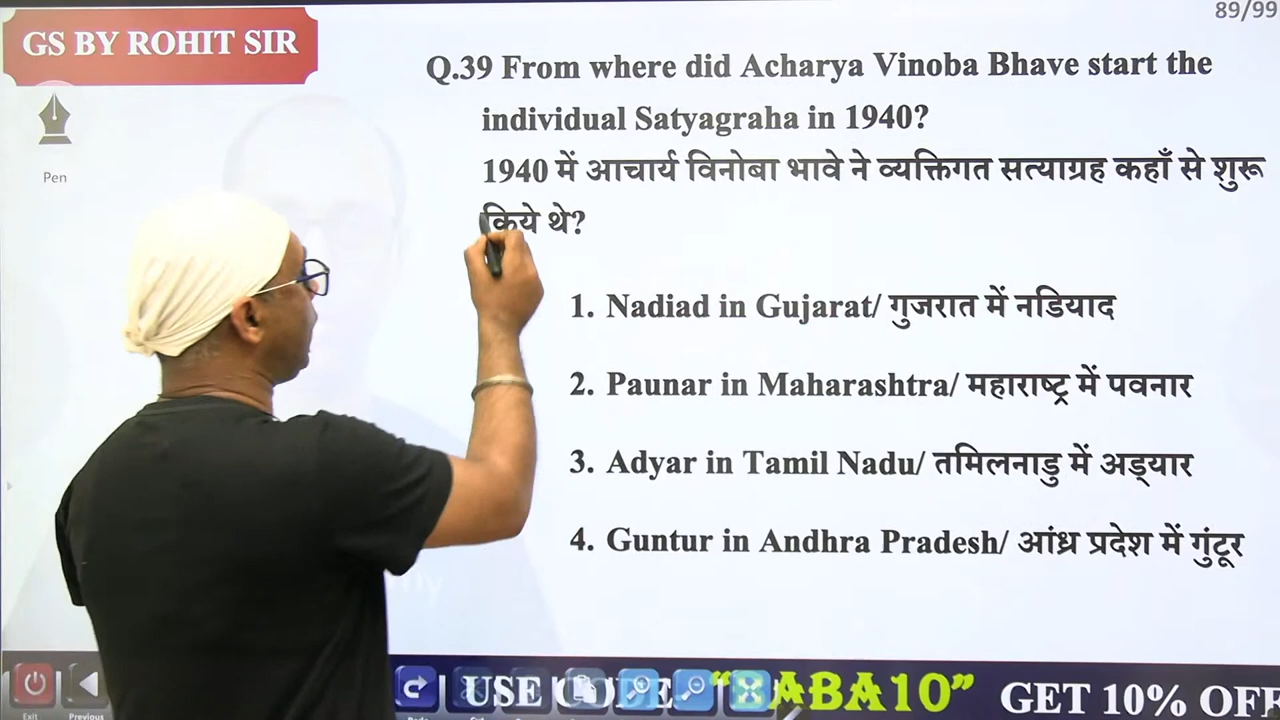 89/99
GS BY ROHIT SIR
Pen
Q.39 From where did Acharya Vinoba Bhave start the
individual Satyagraha in 1940?
1940 में आचार्य विनोबा भावे ने व्यक्तिगत सत्याग्रह कहाँ से शुरू
किये थे?
1. Nadiad in Gujarat/ गुजरात में नडियाद
2. Paunar in Maharashtra/ महाराष्ट्र में पवनार
3. Adyar in Tamil Nadu/ तमिलनाडु में अड्यार
4. Guntur in Andhra Pradesh/ आंध्र प्रदेश में गुंटूर
USE CODE "BABA10" GET 10% OFF
Exit Previous